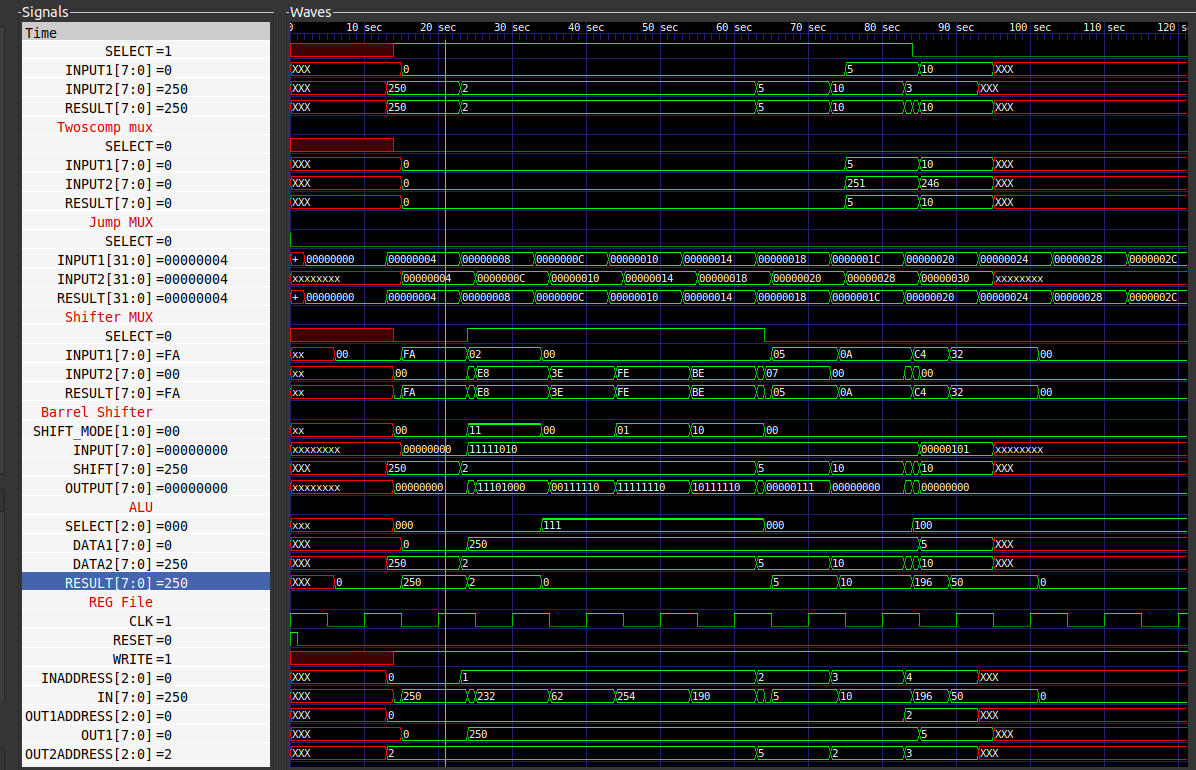 Signals Waves
Time 0 10 sec 20 sec 30 sec 40 sec 50 sec 60 sec 70 sec 80 sec 90 sec 100 sec 110 sec 120 s
SELECT=1
INPUT1[7:0]=0 XXX 0 5 10 XXX
INPUT2[7:0]=250 XXX 250 2 5 10 3 XXX
RESULT[7:0]=250 XXX 250 2 5 10 10 XXX
Twoscomp mux
SELECT=0
INPUT1[7:0]=0 XXX 0 5 10 XXX
INPUT2[7:0]=0 XXX 0 251 246 XXX
RESULT[7:0]=0 XXX 0 5 10 XXX
Jump MUX
SELECT=0
INPUT1[31:0]=00000004 + 00000000 00000004 00000008 0000000C 00000010 00000014 00000018 0000001C 00000020 00000024 00000028 0000002C
INPUT2[31:0]=00000004 xxxxxxxx 00000004 0000000C 00000010 00000014 00000018 00000020 00000028 00000030 xxxxxxxx
RESULT[31:0]=00000004 + 00000000 00000004 00000008 0000000C 00000010 00000014 00000018 0000001C 00000020 00000024 00000028 0000002C
Shifter MUX
SELECT=0
INPUT1[7:0]=FA xx 00 FA 02 00 05 0A C4 32 00
INPUT2[7:0]=00 xx 00 E8 3E FE BE 07 00 00
RESULT[7:0]=FA xx FA E8 3E FE BE 05 0A C4 32 00
Barrel Shifter
SHIFT_MODE[1:0]=00 xx 00 11 00 01 10 00
INPUT[7:0]=00000000 xxxxxxxx 00000000 11111010 00000101 xxxxxxxx
SHIFT[7:0]=250 XXX 250 2 5 10 10 XXX
OUTPUT[7:0]=00000000 xxxxxxxx 00000000 11101000 00111110 11111110 10111110 00000111 00000000 00000000
ALU
SELECT[2:0]=000 xxx 000 111 000 100
DATA1[7:0]=0 XXX 0 250 5 XXX
DATA2[7:0]=250 XXX 250 2 5 10 10 XXX
RESULT[7:0]=250 XXX 0 250 2 0 5 10 196 50 0
REG File
CLK=1
RESET=0
WRITE=1
INADDRESS[2:0]=0 XXX 0 1 2 3 4 XXX
IN[7:0]=250 XXX 250 232 62 254 190 5 10 196 50 0
OUT1ADDRESS[2:0]=0 XXX 0 2 XXX
OUT1[7:0]=0 XXX 0 250 5 XXX
OUT2ADDRESS[2:0]=2 XXX 2 5 2 3 XXX